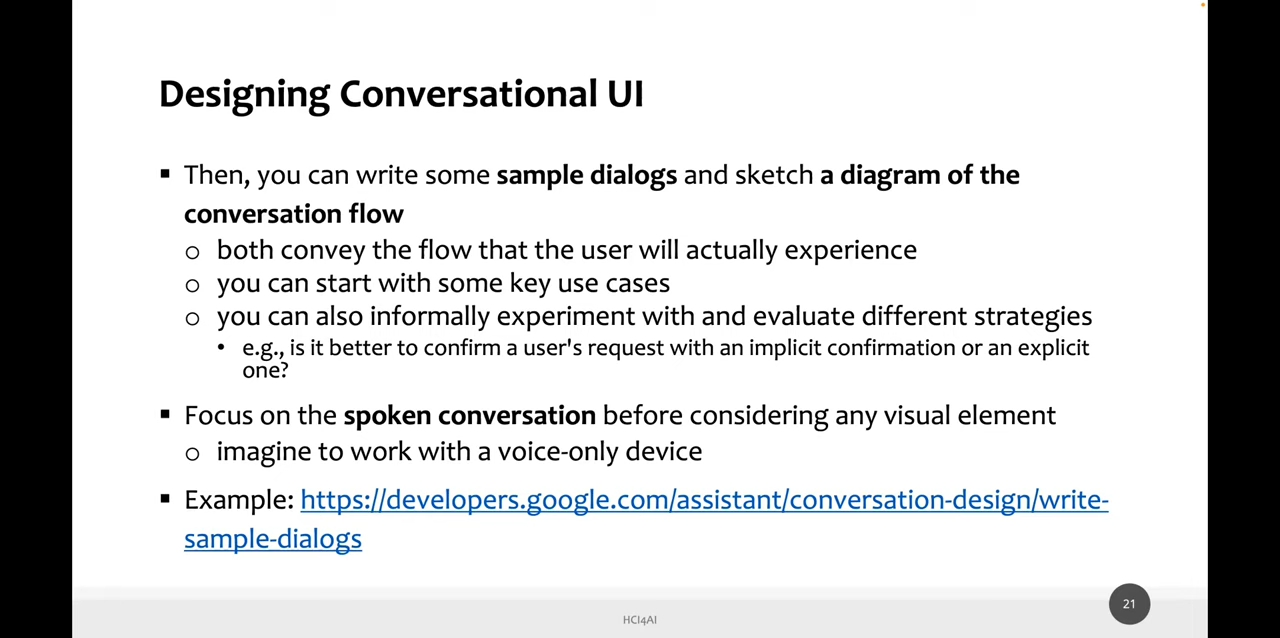 Designing Conversational UI
▪ Then, you can write some sample dialogs and sketch a diagram of the
conversation flow
o both convey the flow that the user will actually experience
o you can start with some key use cases
o you can also informally experiment with and evaluate different strategies
• e.g., is it better to confirm a user's request with an implicit confirmation or an explicit
one?
▪ Focus on the spoken conversation before considering any visual element
o imagine to work with a voice-only device
▪ Example: https://developers.google.com/assistant/conversation-design/write-
sample-dialogs
HCI4AI
21